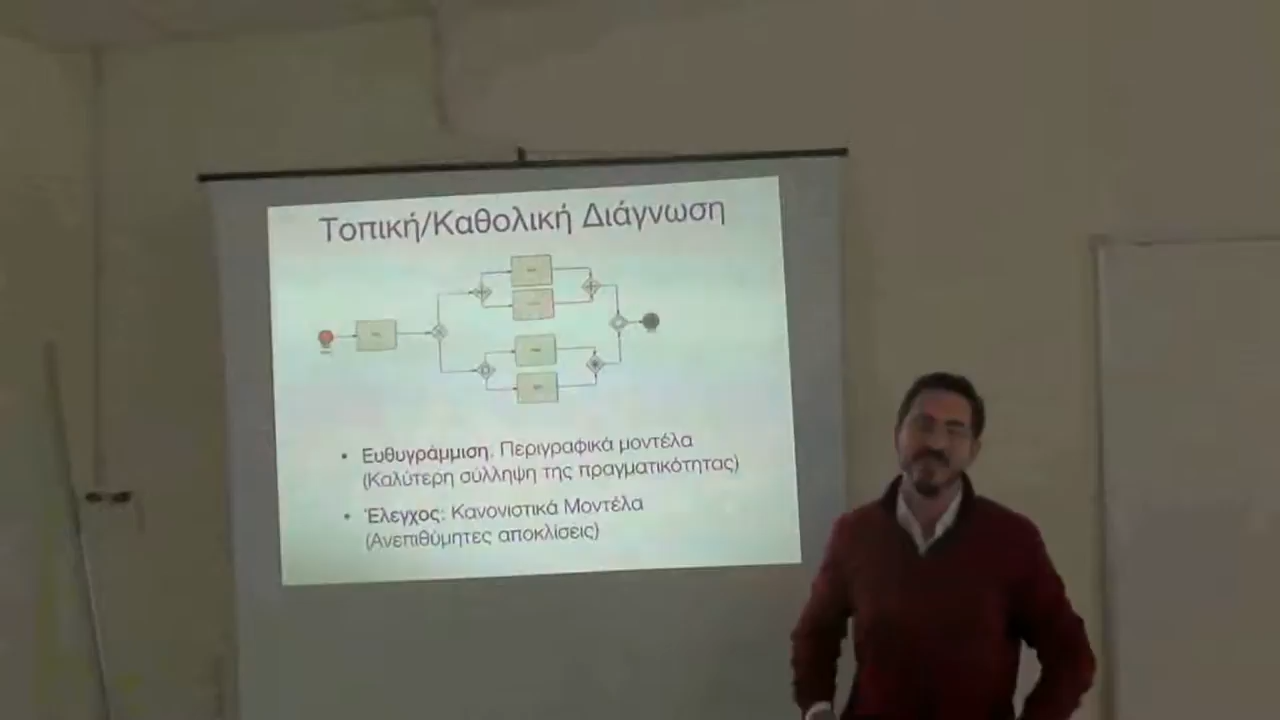 Τοπική/Καθολική Διάγνωση
• Ευθυγράμμιση: Περιγραφικά μοντέλα
(Καλύτερη σύλληψη της πραγματικότητας)
• Έλεγχος: Κανονιστικά Μοντέλα
(Ανεπιθύμητες αποκλίσεις)